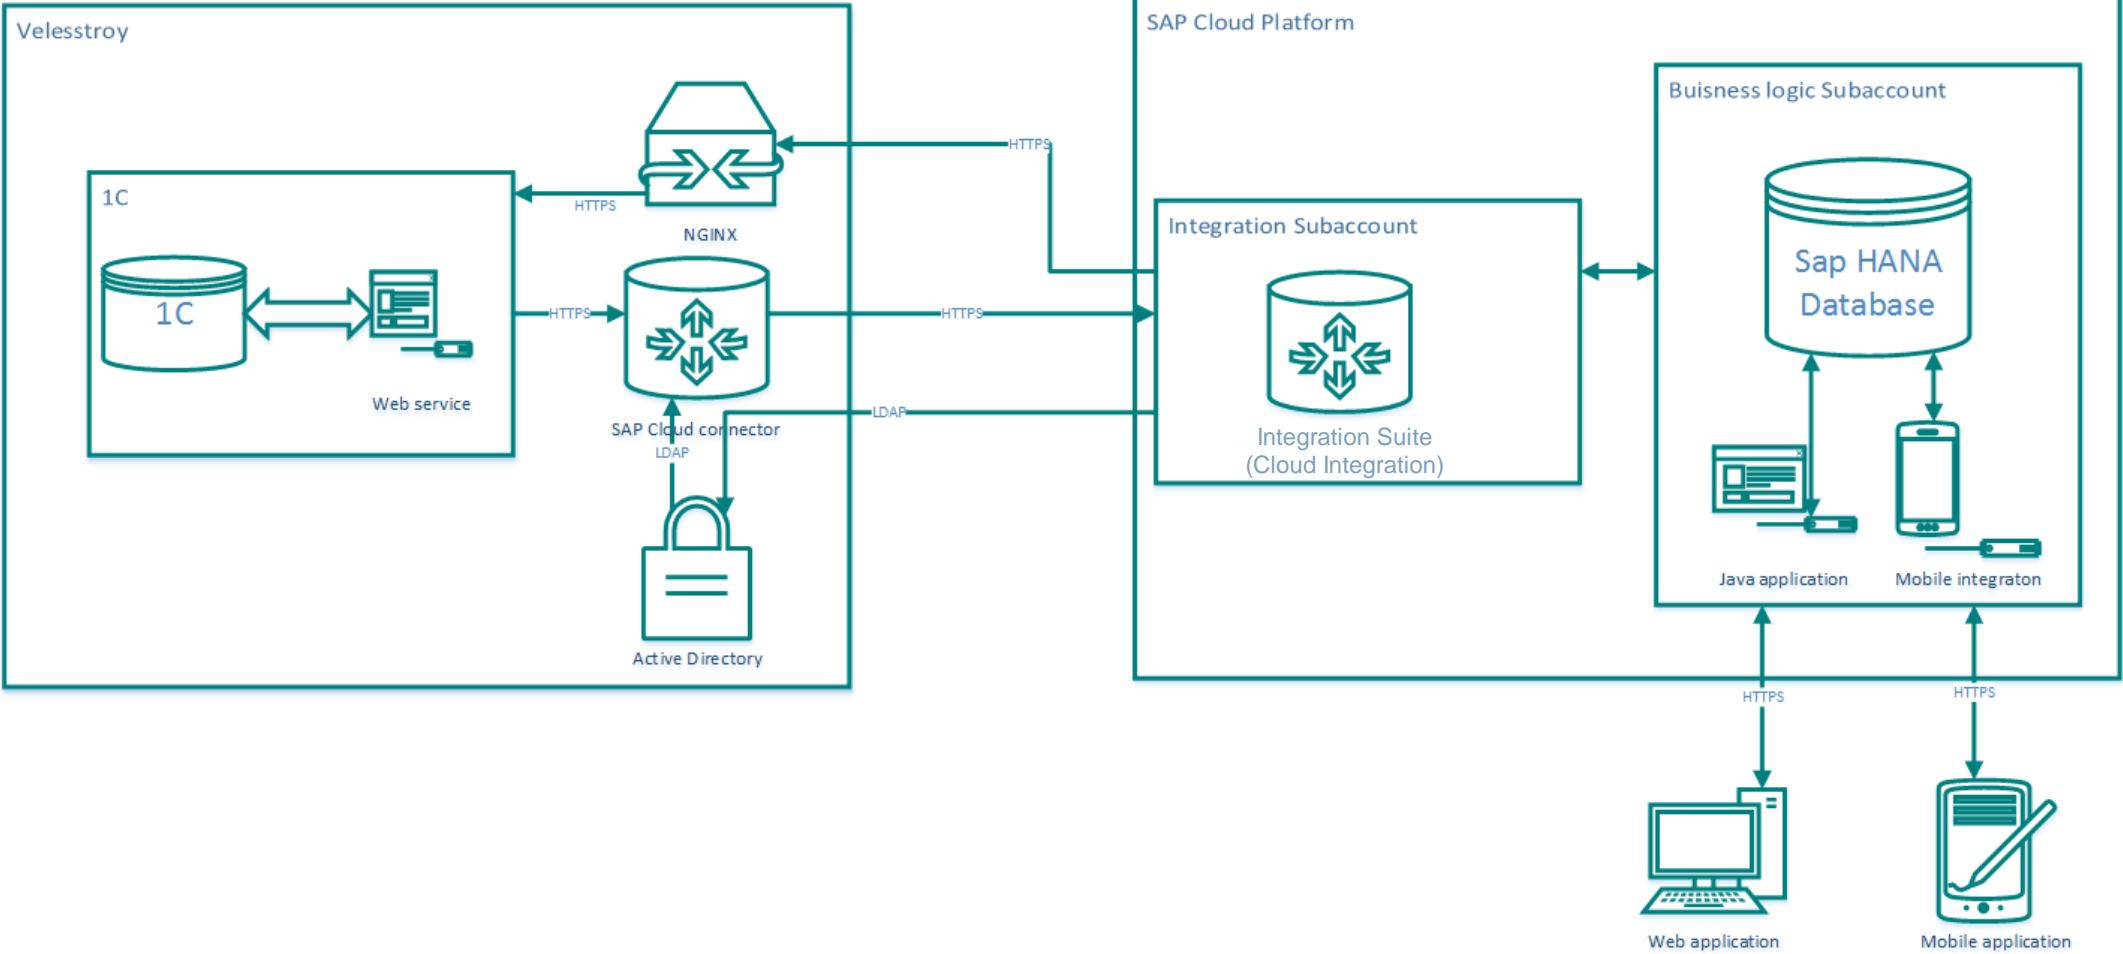 Velesstroy
SAP Cloud Platform
Buisness logic Subaccount
HTTPS
1C
HTTPS
NGINX
Integration Subaccount
Sap HANA
Database
1C
HTTPS
HTTPS
Web service
SAP Cloud connector
LDAP
LDAP
Integration Suite
(Cloud Integration)
Java application
Mobile integraton
Active Directory
HTTPS
HTTPS
Web application
Mobile application